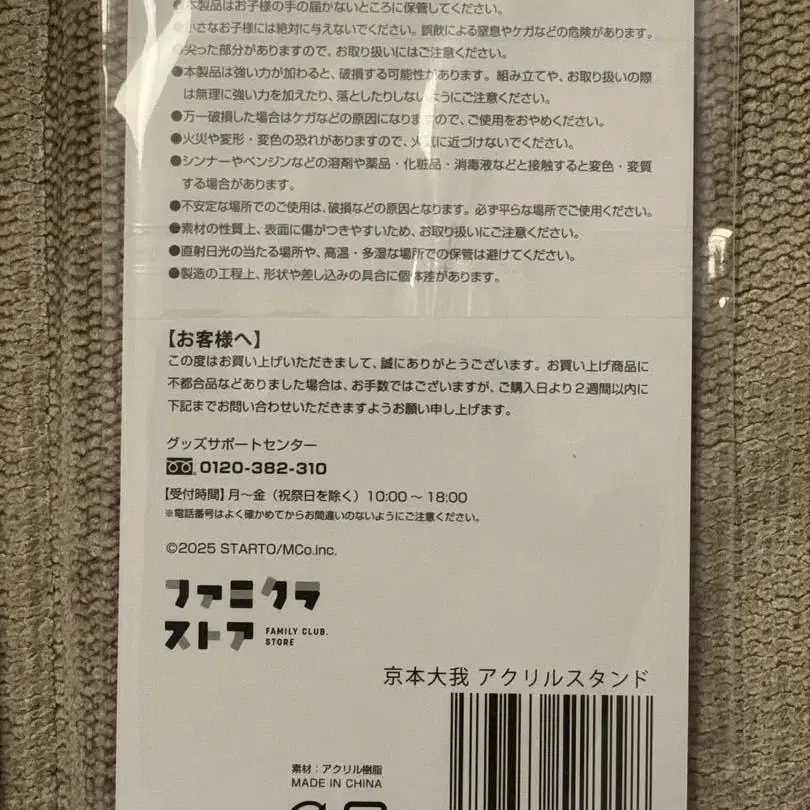 ●本製品はお子様の手の届かないところに保管してください。
●小さなお子様には絶対に与えないでください。誤飲による窒息やケガなどの危険があります。
●尖った部分がありますので、お取り扱いにはご注意ください。
●本製品は強い力が加わると、破損する可能性があります。組み立てや、お取り扱いの際
は無理に強い力を加えたり、落としたりしないようにご注意ください。
●万一破損した場合はケガなどの原因になりますので、ご使用をおやめください。
●火災や変形・変色の恐れがありますので、火気に近づけないでください。
●シンナーやベンジンなどの溶剤や薬品・化粧品・消毒液などと接触すると変色・変質
する場合があります。
●不安定な場所でのご使用は、破損などの原因となります。必ず平らな場所でご使用ください。
●素材の性質上、表面に傷がつきやすいため、お取り扱いにご注意ください。
●直射日光の当たる場所や、高温・多湿な場所での保管は避けてください。
●製造の工程上、形状や差し込みの具合に個体差があります。
【お客様へ】
この度はお買い上げいただきまして、誠にありがとうございます。お買い上げ商品に
不都合品などありました場合は、お手数ではございますが、ご購入日より2週間以内に
下記までお問い合わせいただきますようお願い申し上げます。
グッズサポートセンター
0120-382-310
【受付時間】月〜金（祝祭日を除く）10:00〜18:00
※電話番号はよく確かめてからお間違いのないようにご注意ください。
©2025 STARTO/MCo.inc.
ファミクラ
ストア FAMILY CLUB.
STORE
京本大我 アクリルスタンド
素材：アクリル樹脂
MADE IN CHINA